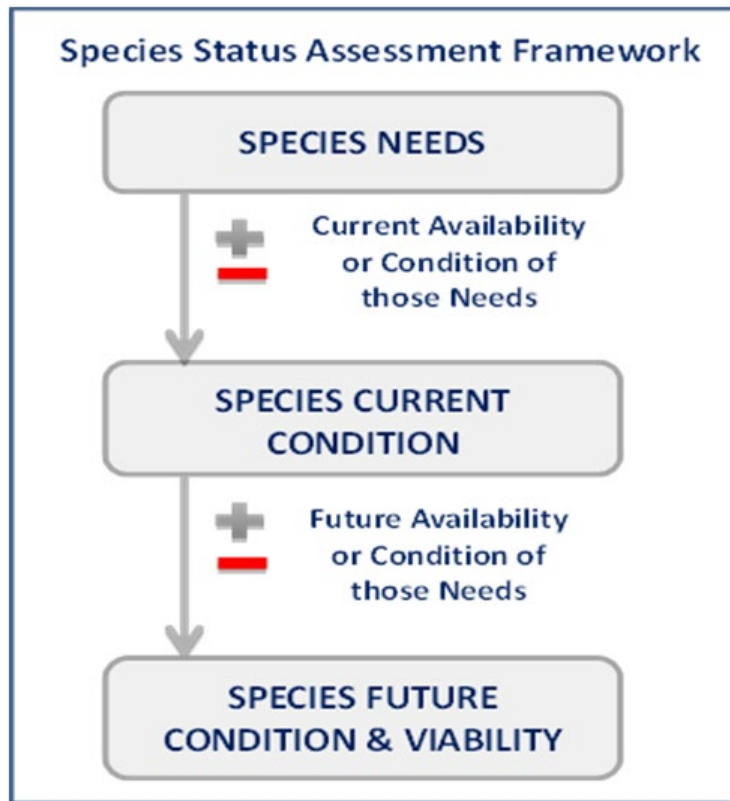 Species Status Assessment Framework
SPECIES NEEDS
Current Availability
or Condition of
those Needs
SPECIES CURRENT
CONDITION
Future Availability
or Condition of
those Needs
SPECIES FUTURE
CONDITION & VIABILITY